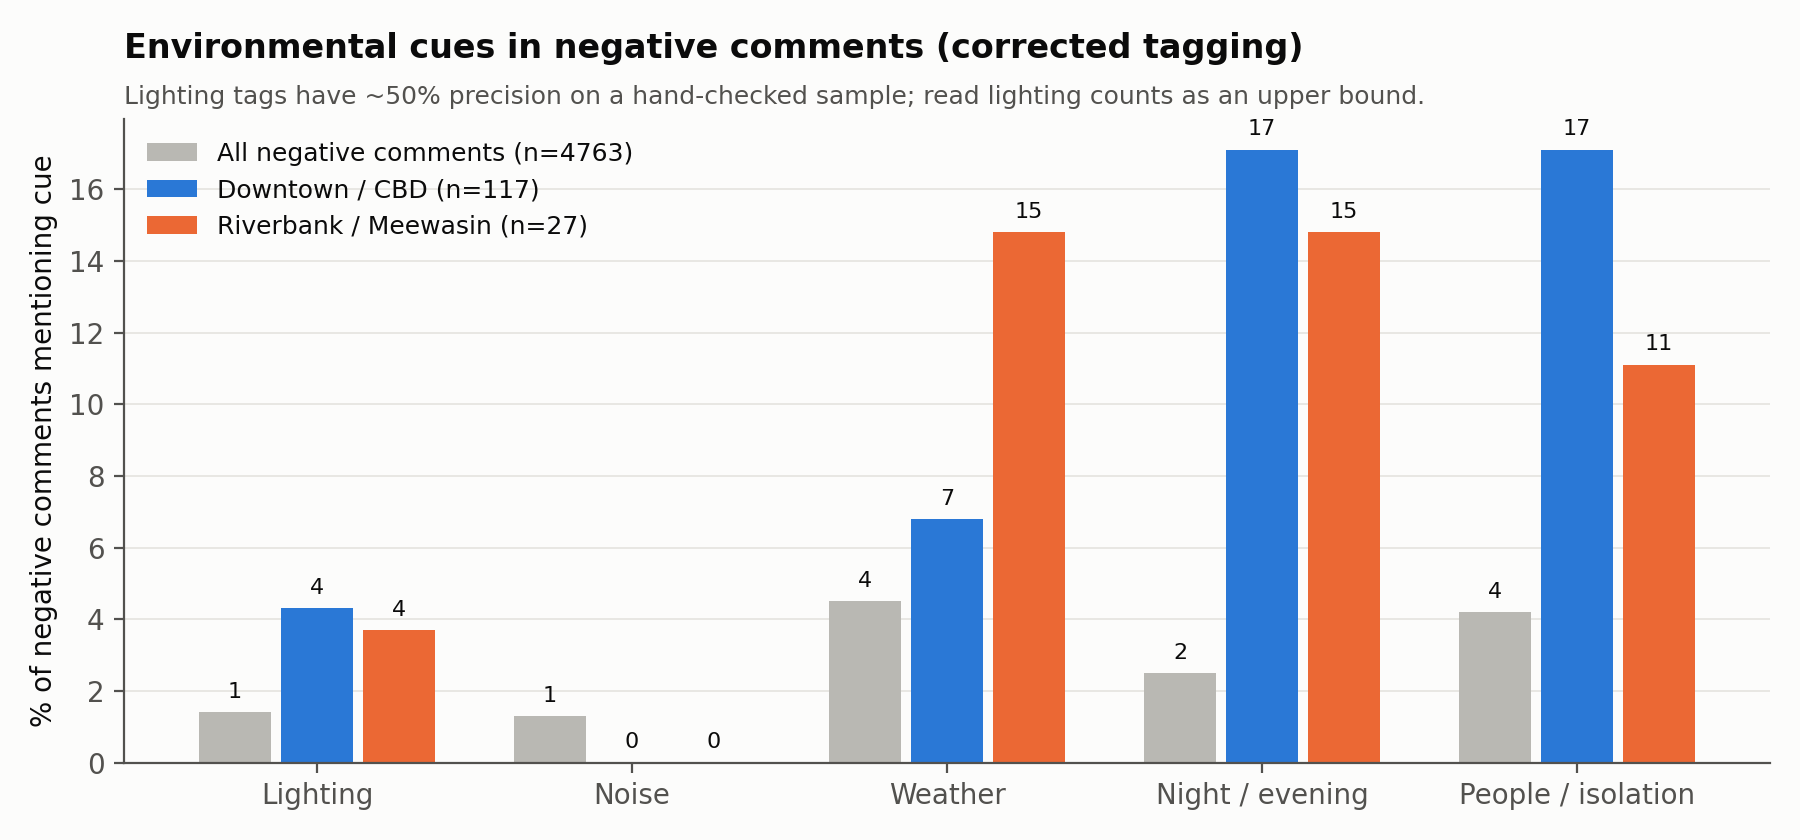 Environmental cues in negative comments (corrected tagging)
Lighting tags have ~50% precision on a hand-checked sample; read lighting counts as an upper bound.
All negative comments (n=4763)
Downtown / CBD (n=117)
Riverbank / Meewasin (n=27)
% of negative comments mentioning cue
16
14
12
10
8
6
4
2
0
1
4
4
1
0
0
4
7
15
2
17
15
4
17
11
Lighting
Noise
Weather
Night / evening
People / isolation